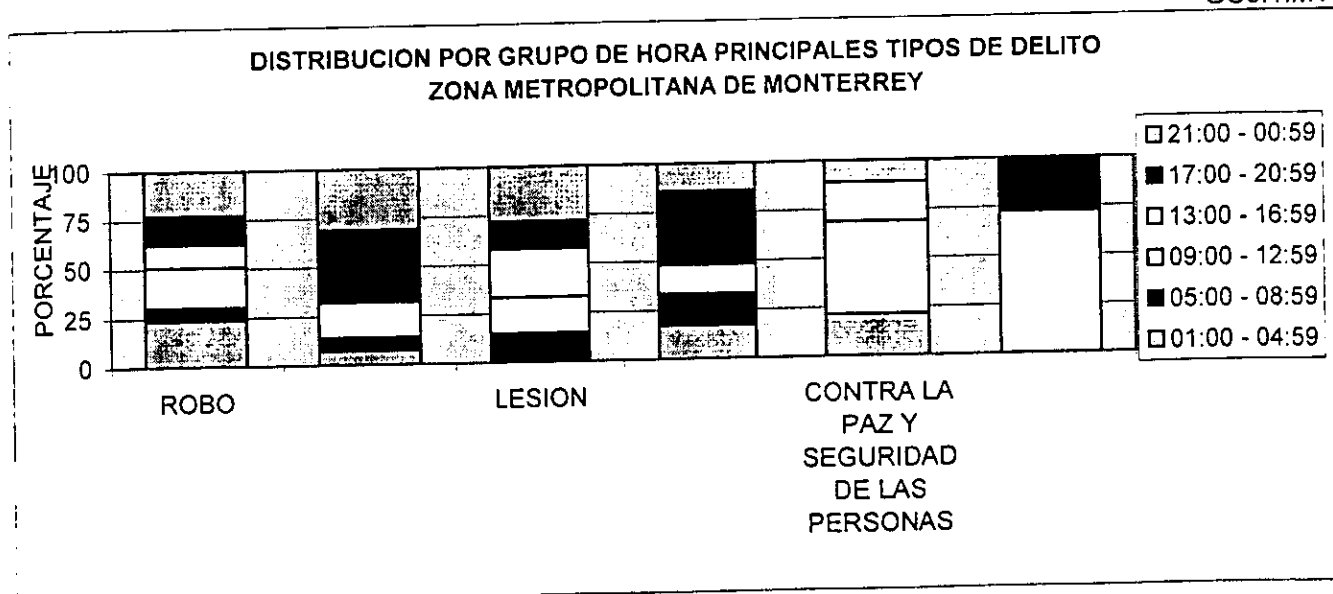 DISTRIBUCION POR GRUPO DE HORA PRINCIPALES TIPOS DE DELITO
ZONA METROPOLITANA DE MONTERREY
PORCENTAJE
100
75
50
25
0
ROBO
LESION
CONTRA LA
PAZ Y
SEGURIDAD
DE LAS
PERSONAS
21:00 - 00:59
17:00 - 20:59
13:00 - 16:59
09:00 - 12:59
05:00 - 08:59
01:00 - 04:59